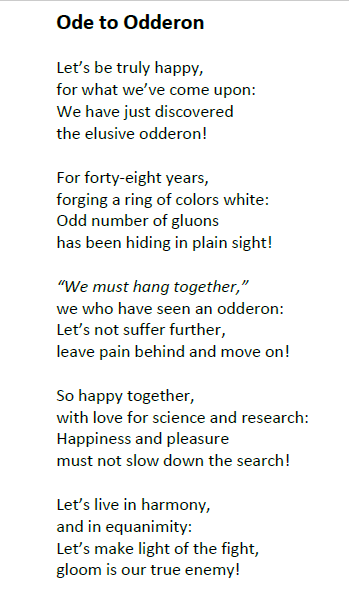 Ode to Odderon
Let’s be truly happy,
for what we’ve come upon:
We have just discovered
the elusive odderon!
For forty-eight years,
forging a ring of colors white:
Odd number of gluons
has been hiding in plain sight!
“We must hang together,”
we who have seen an odderon:
Let’s not suffer further,
leave pain behind and move on!
So happy together,
with love for science and research:
Happiness and pleasure
must not slow down the search!
Let’s live in harmony,
and in equanimity:
Let’s make light of the fight,
gloom is our true enemy!